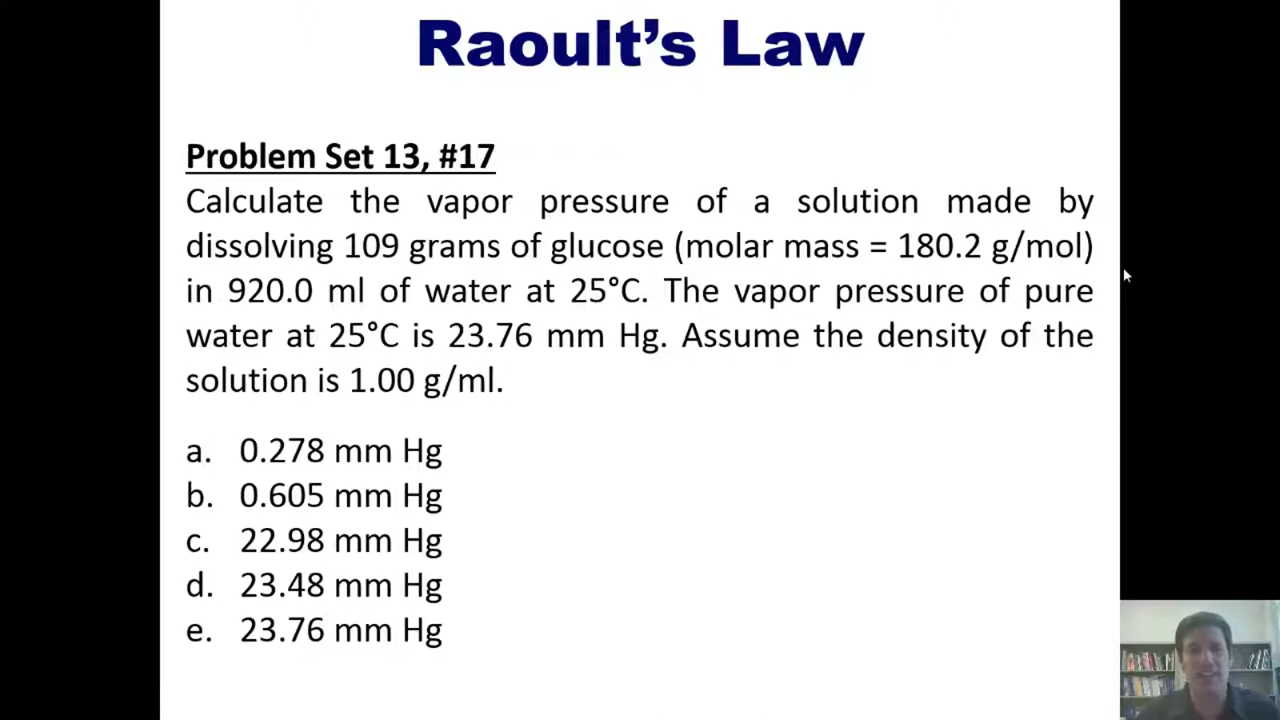 Raoult’s Law
Problem Set 13, #17
Calculate the vapor pressure of a solution made by
dissolving 109 grams of glucose (molar mass = 180.2 g/mol)
in 920.0 ml of water at 25°C. The vapor pressure of pure
water at 25°C is 23.76 mm Hg. Assume the density of the
solution is 1.00 g/ml.
a. 0.278 mm Hg
b. 0.605 mm Hg
c. 22.98 mm Hg
d. 23.48 mm Hg
e. 23.76 mm Hg